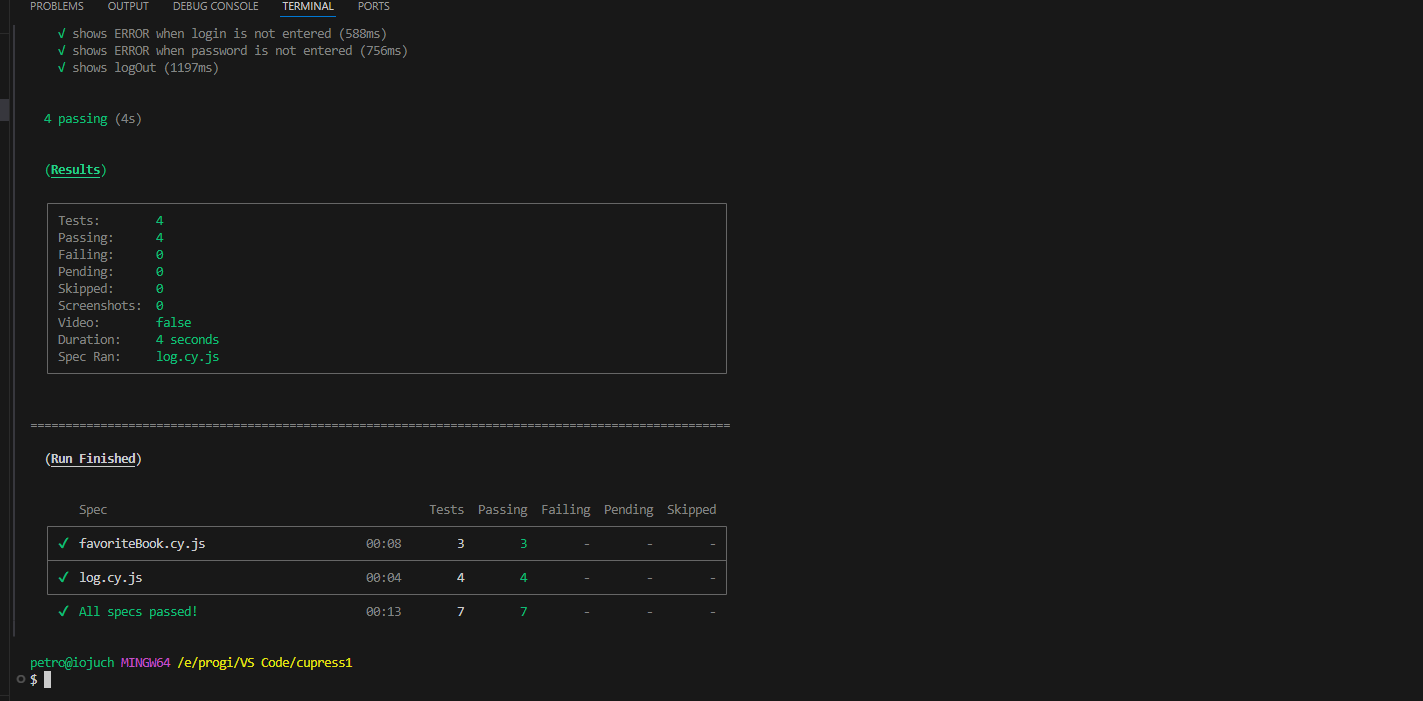 PROBLEMS OUTPUT DEBUG CONSOLE TERMINAL PORTS
√ shows ERROR when login is not entered (588ms)
√ shows ERROR when password is not entered (756ms)
√ shows logOut (1197ms)
4 passing (4s)
(Results)
Tests: 4
Passing: 4
Failing: 0
Pending: 0
Skipped: 0
Screenshots: 0
Video: false
Duration: 4 seconds
Spec Ran: log.cy.js
====================================================================================================
(Run Finished)
Spec Tests Passing Failing Pending Skipped
✓ favoriteBook.cy.js 00:08 3 3 - - -
✓ log.cy.js 00:04 4 4 - - -
✓ All specs passed! 00:13 7 7 - - -
petro@iojuch MINGW64 /e/progi/VS Code/cupress1
$